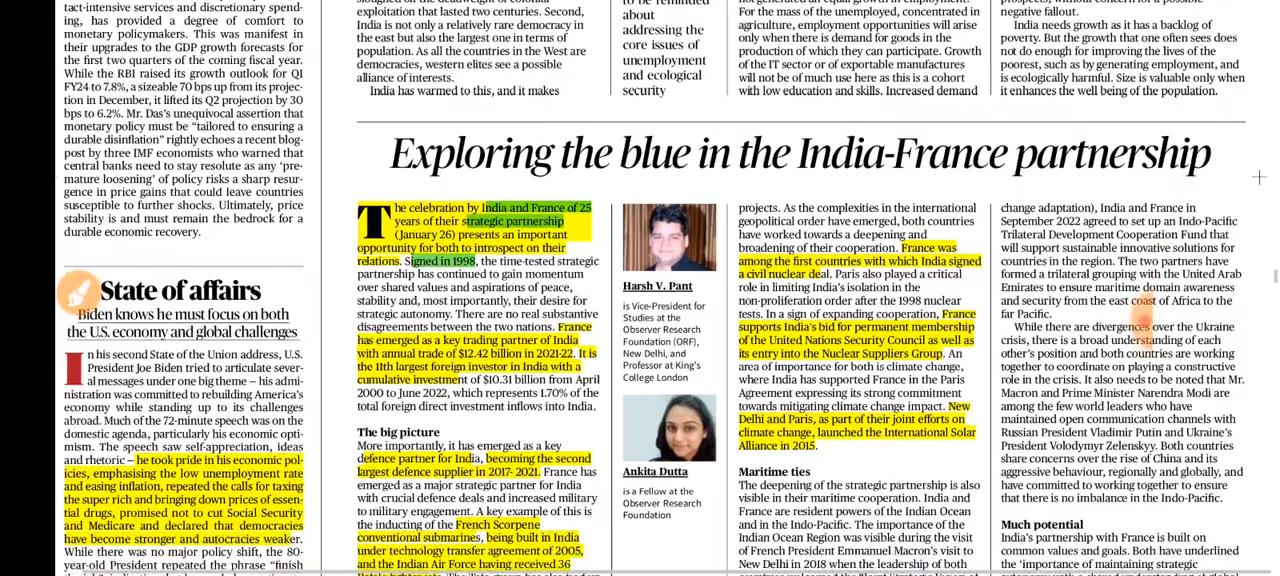 tact-intensive services and discretionary spend-
ing, has provided a degree of comfort to
monetary policymakers. This was manifest in
their upgrades to the GDP growth forecasts for
the first two quarters of the coming fiscal year.
While the RBI raised its growth outlook for Q1
FY24 to 7.8%, a sizeable 70 bps up from its projec-
tion in December, it lifted its Q2 projection by 30
bps to 6.2%. Mr. Das's unequivocal assertion that
monetary policy must be “tailored to ensuring a
durable disinflation” rightly echoes a recent blog-
post by three IMF economists who warned that
central banks need to stay resolute as any ‘pre-
mature loosening’ of policy risks a sharp resur-
gence in price gains that could leave countries
susceptible to further shocks. Ultimately, price
stability is and must remain the bedrock for a
durable economic recovery.
State of affairs
Biden knows he must focus on both
the U.S. economy and global challenges
In his second State of the Union address, U.S.
President Joe Biden tried to articulate sever-
al messages under one big theme – his admi-
nistration was committed to rebuilding America's
economy while standing up to its challenges
abroad. Much of the 72-minute speech was on the
domestic agenda, particularly his economic opti-
mism. The speech saw self-appreciation, ideas
and rhetoric – he took pride in his economic pol-
icies, emphasising the low unemployment rate
and easing inflation, repeated the calls for taxing
the super rich and bringing down prices of essen-
tial drugs, promised not to cut Social Security
and Medicare and declared that democracies
have become stronger and autocracies weaker.
While there was no major policy shift, the 80-
year-old President repeated the phrase “finish
exploitation that lasted two centuries. Second,
India is not only a relatively rare democracy in
the east but also the largest one in terms of
population. As all the countries in the West are
democracies, western elites see a possible
alliance of interests.
India has warmed to this, and it makes
to be reminded
about
addressing the
core issues of
unemployment
and ecological
security
For the mass of the unemployed, concentrated in
agriculture, employment opportunities will arise
only when there is demand for goods in the
production of which they can participate. Growth
of the IT sector or of exportable manufactures
will not be of much use here as this is a cohort
with low education and skills. Increased demand
negative fallout.
India needs growth as it has a backlog of
poverty. But the growth that one often sees does
not do enough for improving the lives of the
poorest, such as by generating employment, and
is ecologically harmful. Size is valuable only when
it enhances the well being of the population.
Exploring the blue in the India-France partnership
The celebration by India and France of 25
years of their strategic partnership
(January 26) presents an important
opportunity for both to introspect on their
relations. Signed in 1998, the time-tested strategic
partnership has continued to gain momentum
over shared values and aspirations of peace,
stability and, most importantly, their desire for
strategic autonomy. There are no real substantive
disagreements between the two nations. France
has emerged as a key trading partner of India
with annual trade of $12.42 billion in 2021-22. It is
the 11th largest foreign investor in India with a
cumulative investment of $10.31 billion from April
2000 to June 2022, which represents 1.70% of the
total foreign direct investment inflows into India.
The big picture
More importantly, it has emerged as a key
defence partner for India, becoming the second
largest defence supplier in 2017- 2021. France has
emerged as a major strategic partner for India
with crucial defence deals and increased military
to military engagement. A key example of this is
the inducting of the French Scorpene
conventional submarines, being built in India
under technology transfer agreement of 2005,
and the Indian Air Force having received 36
Harsh V. Pant
is Vice-President for
Studies at the
Observer Research
Foundation (ORF),
New Delhi, and
Professor at King's
College London
Ankita Dutta
is a Fellow at the
Observer Research
Foundation
projects. As the complexities in the international
geopolitical order have emerged, both countries
have worked towards a deepening and
broadening of their cooperation. France was
among the first countries with which India signed
a civil nuclear deal. Paris also played a critical
role in limiting India's isolation in the
non-proliferation order after the 1998 nuclear
tests. In a sign of expanding cooperation, France
supports India's bid for permanent membership
of the United Nations Security Council as well as
its entry into the Nuclear Suppliers Group. An
area of importance for both is climate change,
where India has supported France in the Paris
Agreement expressing its strong commitment
towards mitigating climate change impact. New
Delhi and Paris, as part of their joint efforts on
climate change, launched the International Solar
Alliance in 2015.
Maritime ties
The deepening of the strategic partnership is also
visible in their maritime cooperation. India and
France are resident powers of the Indian Ocean
and in the Indo-Pacific. The importance of the
Indian Ocean Region was visible during the visit
of French President Emmanuel Macron's visit to
New Delhi in 2018 when the leadership of both
change adaptation), India and France in
September 2022 agreed to set up an Indo-Pacific
Trilateral Development Cooperation Fund that
will support sustainable innovative solutions for
countries in the region. The two partners have
formed a trilateral grouping with the United Arab
Emirates to ensure maritime domain awareness
and security from the east coast of Africa to the
far Pacific.
While there are divergences over the Ukraine
crisis, there is a broad understanding of each
other's position and both countries are working
together to coordinate on playing a constructive
role in the crisis. It also needs to be noted that Mr.
Macron and Prime Minister Narendra Modi are
among the few world leaders who have
maintained open communication channels with
Russian President Vladimir Putin and Ukraine's
President Volodymyr Zelenskyy. Both countries
share concerns over the rise of China and its
aggressive behaviour, regionally and globally, and
have committed to working together to ensure
that there is no imbalance in the Indo-Pacific.
Much potential
India's partnership with France is built on
common values and goals. Both have underlined
the ‘importance of maintaining strategic